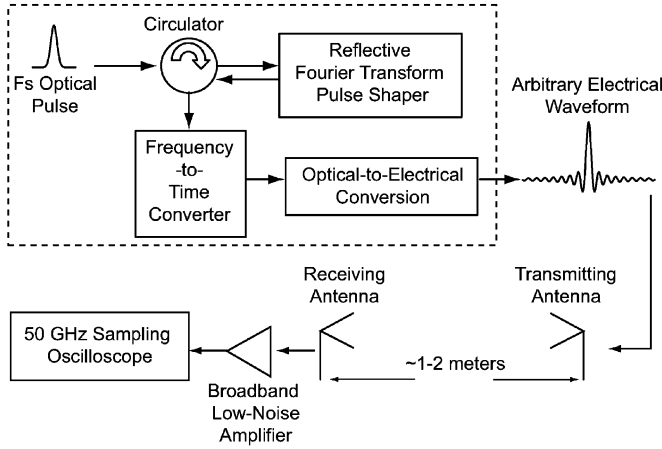 Circulator
Fs Optical
Pulse
Reflective
Fourier Transform
Pulse Shaper
Arbitrary Electrical
Waveform
Frequency
-to-
Time
Converter
Optical-to-Electrical
Conversion
Receiving
Antenna
Transmitting
Antenna
50 GHz Sampling
Oscilloscope
~1-2 meters
Broadband
Low-Noise
Amplifier